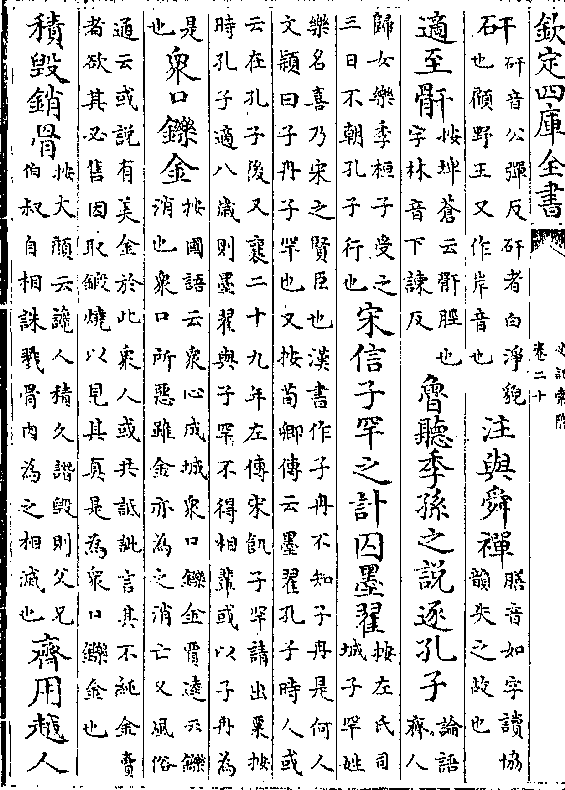 欽定四庫全書
史記索隱
卷二十
干矸音公彈反矸者白淨貌
石也顧野王又作岸音也
注與舜禪
膳音如字讀協
韻失之故也
適至骭
按埤蒼云骭脛也
字林音下諫反
魯聽季孫之說逐孔子
論語
齊人
歸女樂季桓子受之
三日不朝孔子行也
宋信子罕之計囚墨翟
按左氏司
城子罕姓
樂名喜乃宋之賢臣也漢書作子冉不知子冉是何人
文穎曰子冉子罕也又按荀卿傳云墨翟孔子時人或
云在孔子後又襄二十九年左傳宋飢子罕請出粟按
時孔子適八歲則墨翟與子罕不得相輩或以子冉為
是
也
衆口鑠金
按國語云衆心成城衆口鑠金賈逵云鑠
消也衆口所惡雖金亦為之消亡又風俗
通云或說有美金於此衆人或共詆訿言其不純金賣
者欲其必售因取鍛燒以見其真是為衆口鑠金也
積毀銷骨
按大顏云讒人積久譖毀則父兄
伯叔自相誅戮骨肉為之相滅也
齊用越人